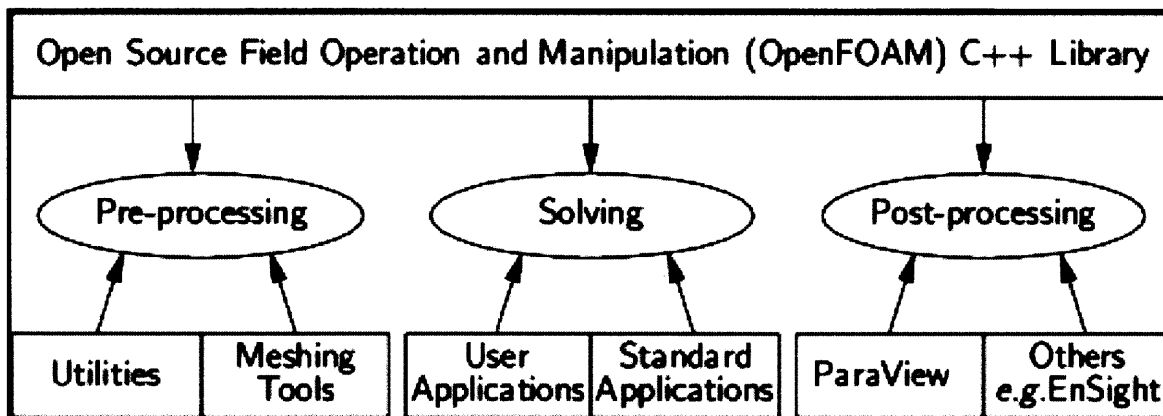 Open Source Field Operation and Manipulation (OpenFOAM) C++ Library
Pre-processing
Solving
Post-processing
Utilities
Meshing
Tools
User
Applications
Standard
Applications
ParaView
Others
e.g.EnSight